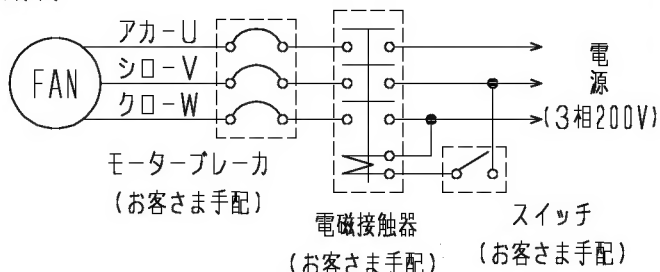 アカ-U
シロ-V
クロ-W
FAN
電
源
(3相200V)
モーターブレーカ
(お客さま手配)
電磁接触器
(お客さま手配)
スイッチ
(お客さま手配)